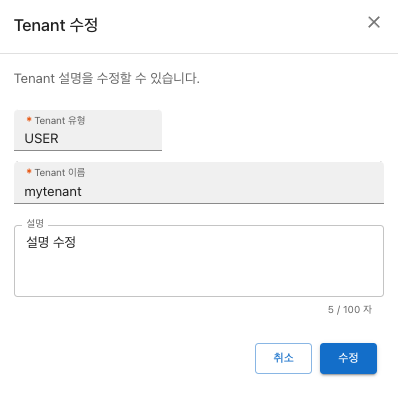 Tenant 수정
Tenant 설명을 수정할 수 있습니다.
* Tenant 유형
USER
* Tenant 이름
mytenant
설명
설명 수정
5 / 100 자
취소
수정